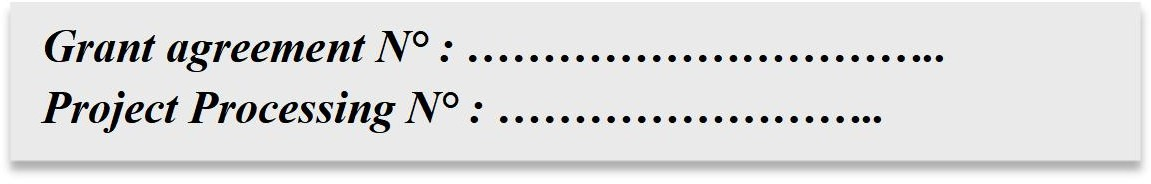 Grant agreement N° : ……………………………..
Project Processing N° : ……………………..